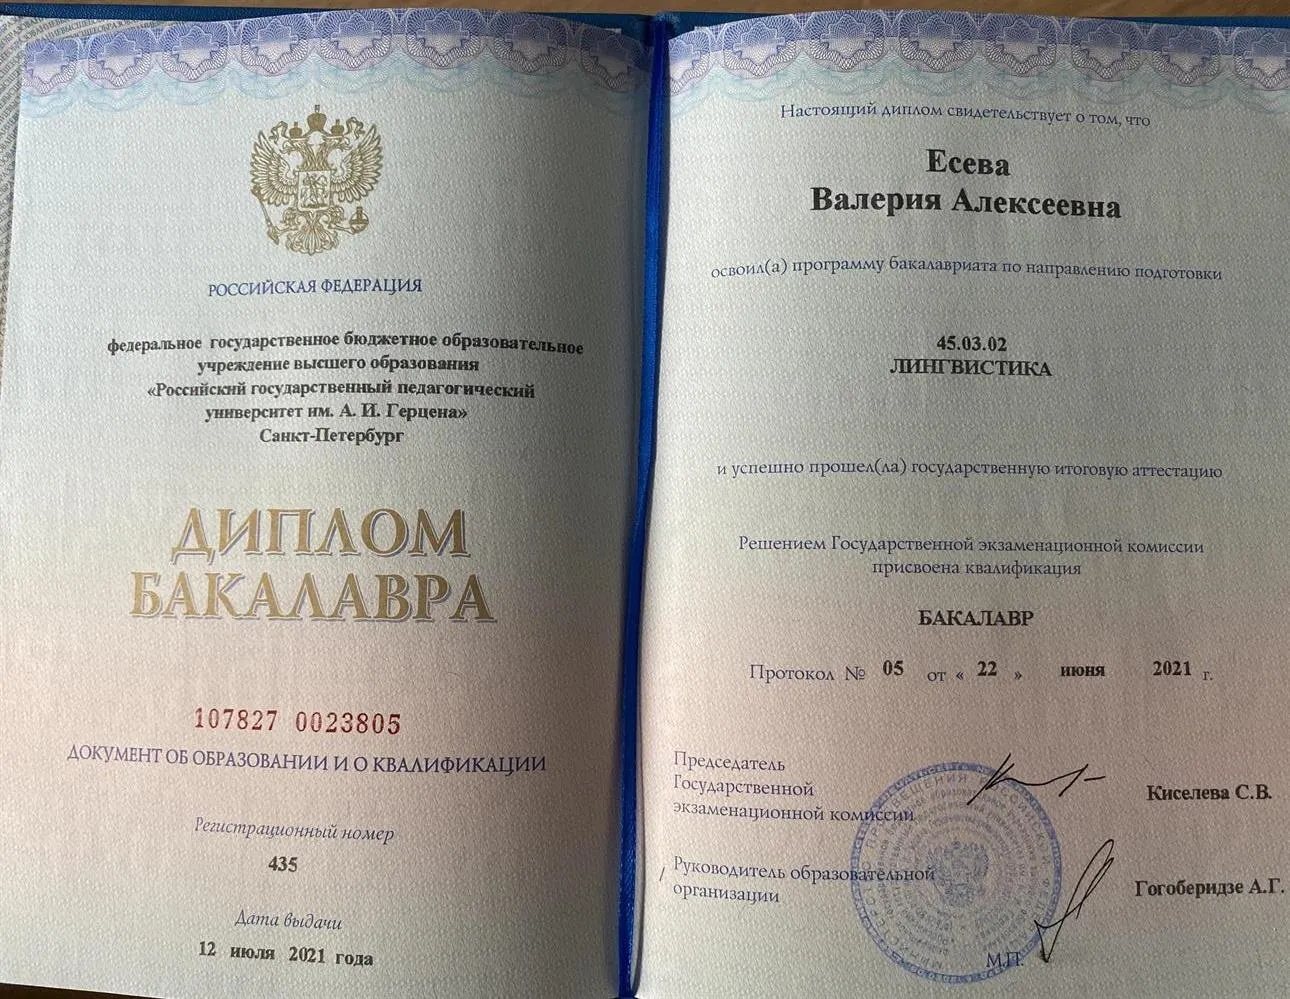 РОССИЙСКАЯ ФЕДЕРАЦИЯ
федеральное государственное бюджетное образовательное
учреждение высшего образования
«Российский государственный педагогический
университет им. А. И. Герцена»
Санкт-Петербург
ДИПЛОМ
БАКАЛАВРА
107827 0023805
ДОКУМЕНТ ОБ ОБРАЗОВАНИИ И О КВАЛИФИКАЦИИ
Регистрационный номер
435
Дата выдачи
12 июля 2021 года
Настоящий диплом свидетельствует о том, что
Есева
Валерия Алексеевна
освоил(а) программу бакалавриата по направлению подготовки
45.03.02
ЛИНГВИСТИКА
и успешно прошел(ла) государственную итоговую аттестацию
Решением Государственной экзаменационной комиссии
присвоена квалификация
БАКАЛАВР
Протокол № 05 от « 22 » июня 2021 г.
Председатель
Государственной
экзаменационной комиссии
Киселева С.В.
/ Руководитель образовательной
организации
Гогоберидзе А.Г.
М.П.